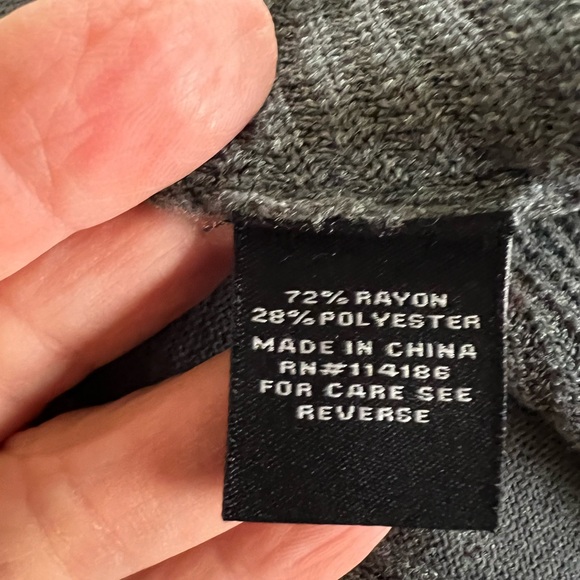 72% RAYON
28% POLYESTER
MADE IN CHINA
RN#114186
FOR CARE SEE
REVERSE